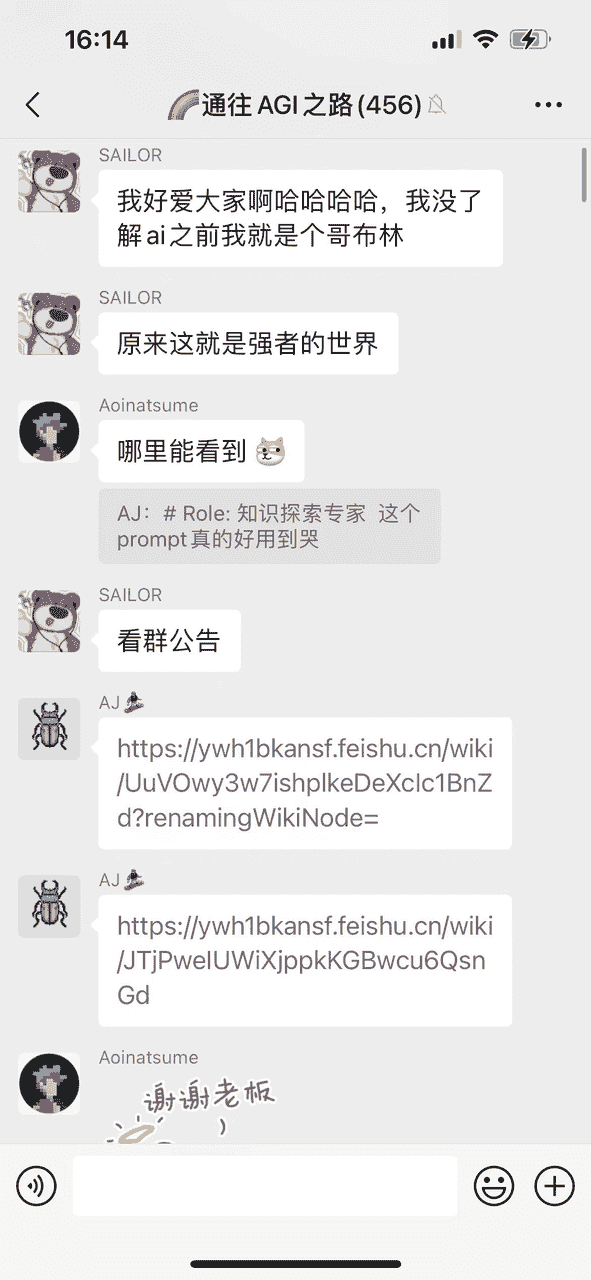 16:14
通往AGI之路(456)
SAILOR
我好爱大家啊哈哈哈哈，我没了
解ai之前我就是个哥布林
SAILOR
原来这就是强者的世界
Aoinatsume
哪里能看到
AJ：# Role: 知识探索专家 这个
prompt真的好用到哭
SAILOR
看群公告
AJ
https://ywh1bkansf.feishu.cn/wiki
/UuVOwy3w7ishplkeDeXclc1BnZ
d?renamingWikiNode=
AJ
https://ywh1bkansf.feishu.cn/wiki
/JTjPweIUWiXjppkKGBwcu6Qsn
Gd
Aoinatsume
谢谢老板